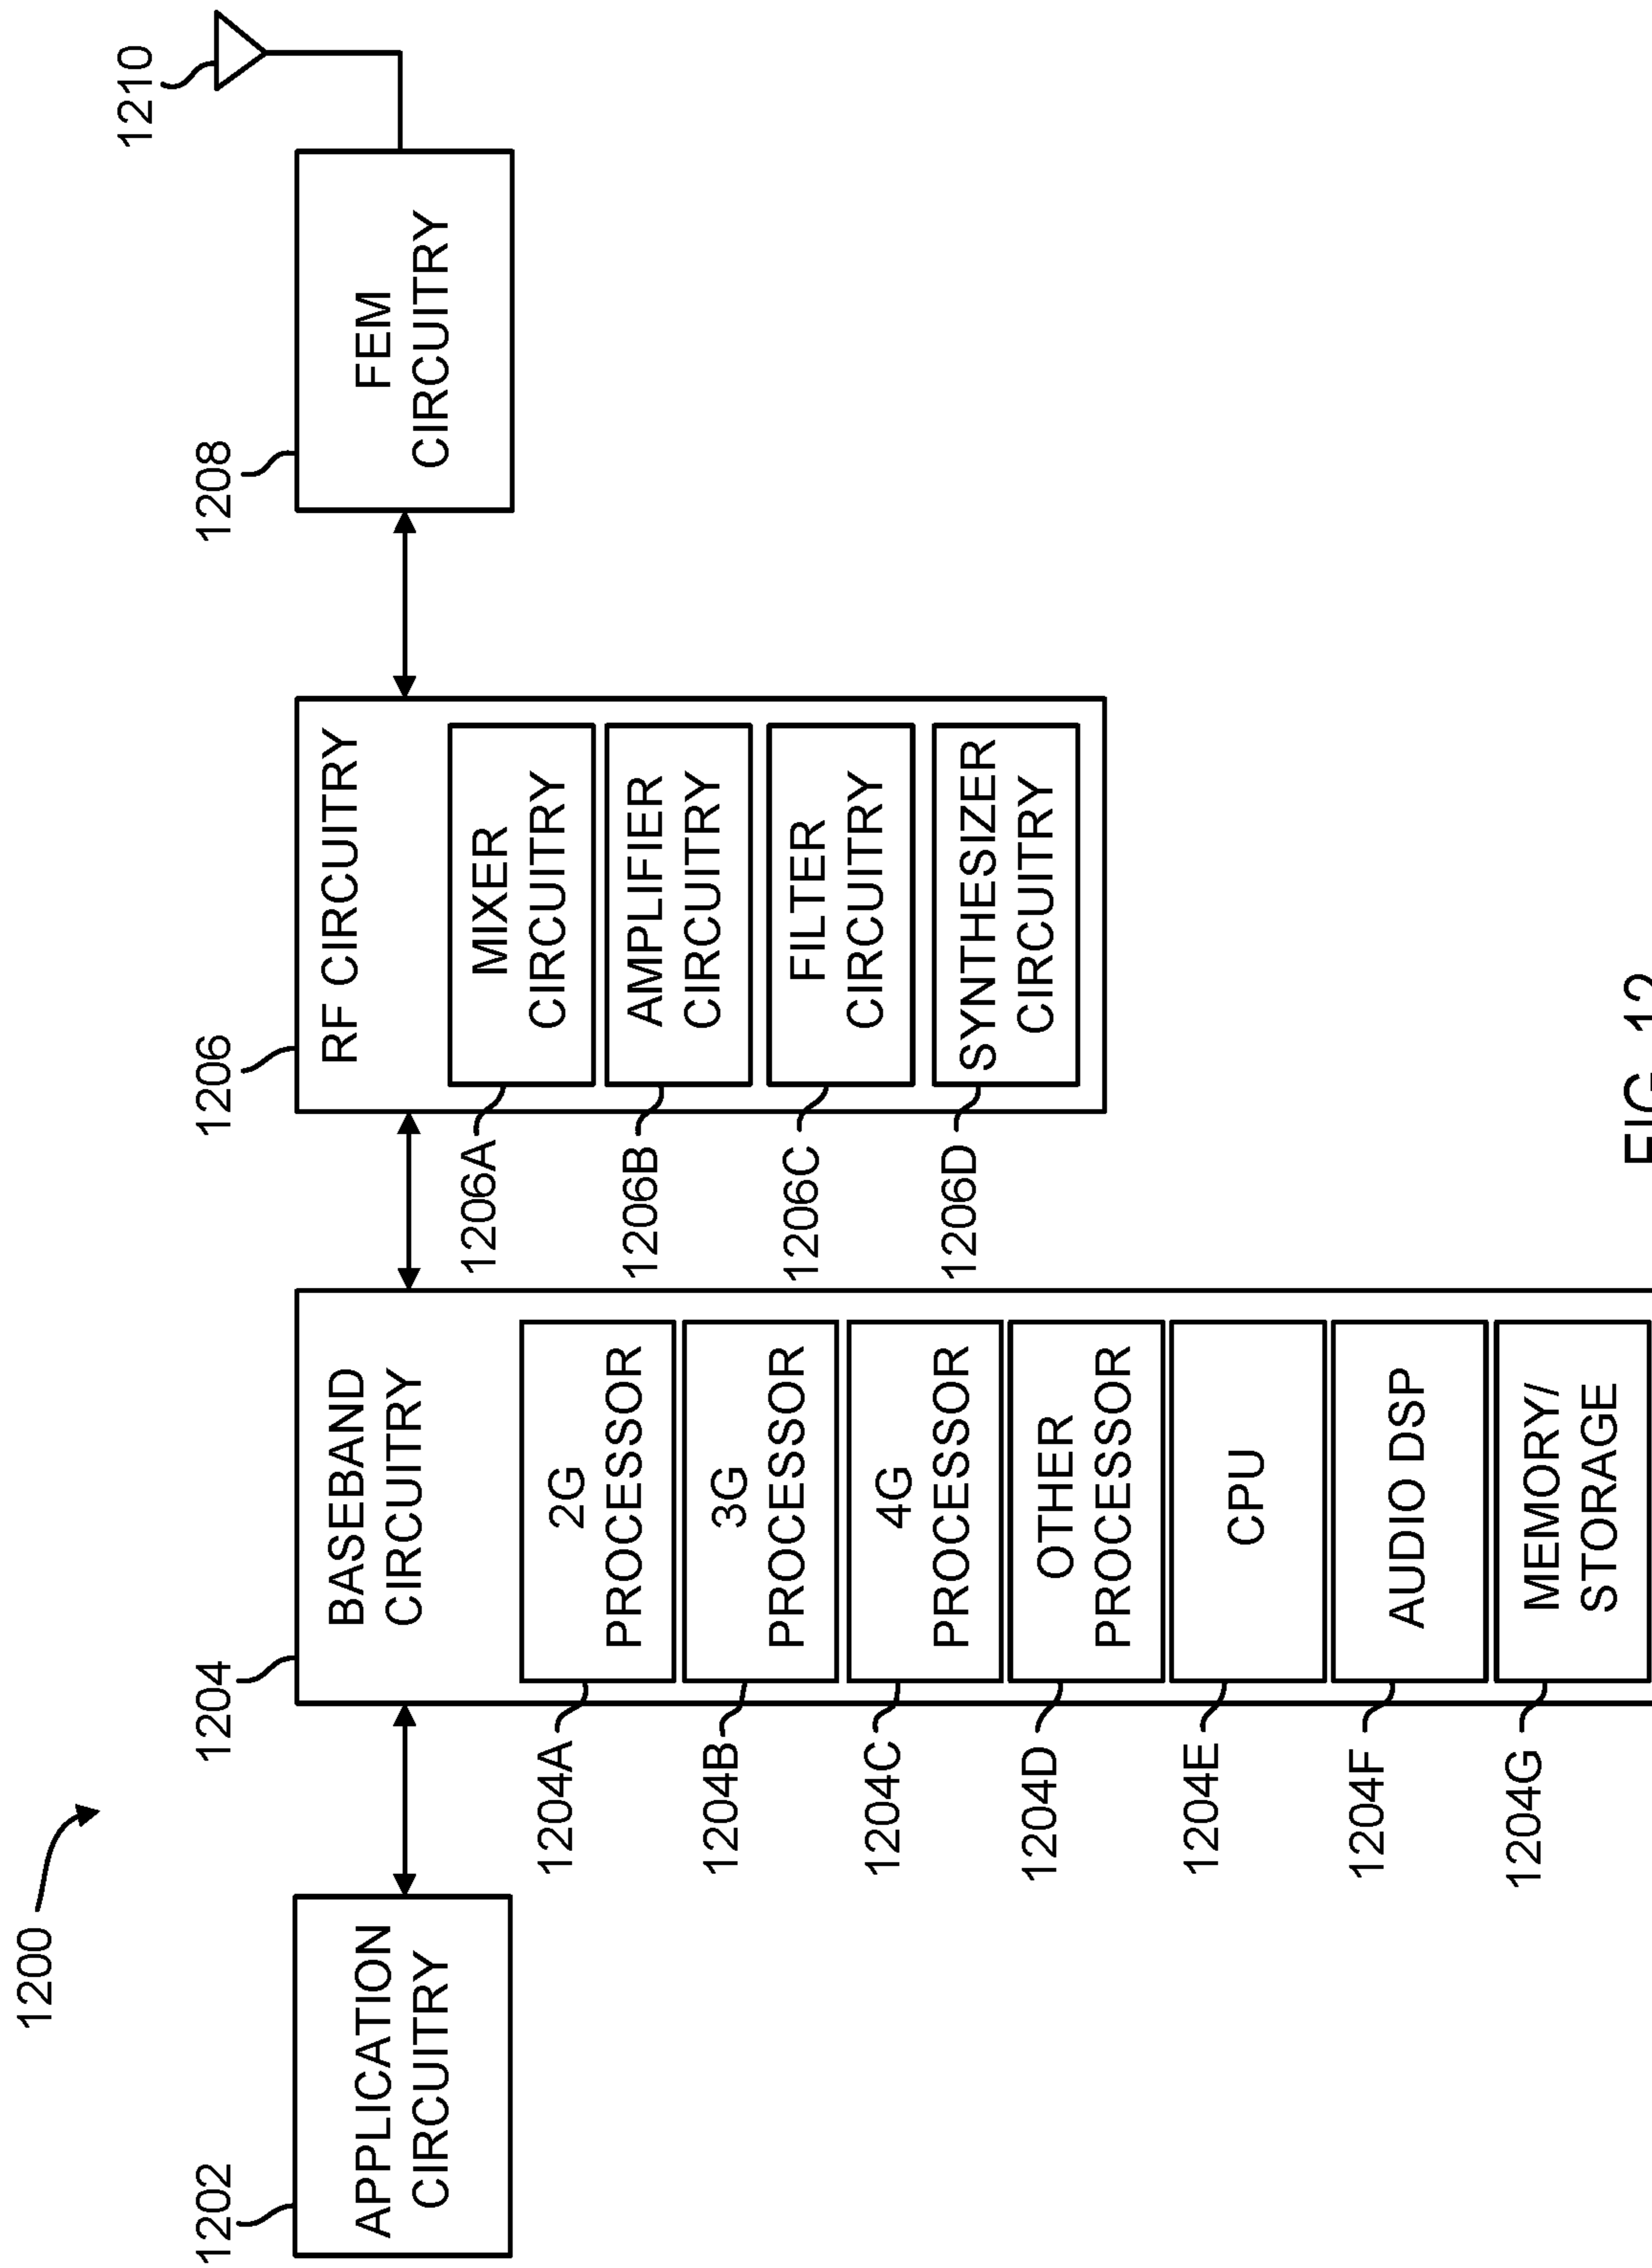 1200
1202
APPLICATION
CIRCUITRY
1204
BASEBAND
CIRCUITRY
1204A
2G
PROCESSOR
1204B
3G
PROCESSOR
1204C
4G
PROCESSOR
1204D
OTHER
PROCESSOR
1204E
CPU
1204F
AUDIO DSP
1204G
MEMORY/
STORAGE
1206
RF CIRCUITRY
1206A
MIXER
CIRCUITRY
1206B
AMPLIFIER
CIRCUITRY
1206C
FILTER
CIRCUITRY
1206D
SYNTHESIZER
CIRCUITRY
1208
FEM
CIRCUITRY
1210
FIG. 12